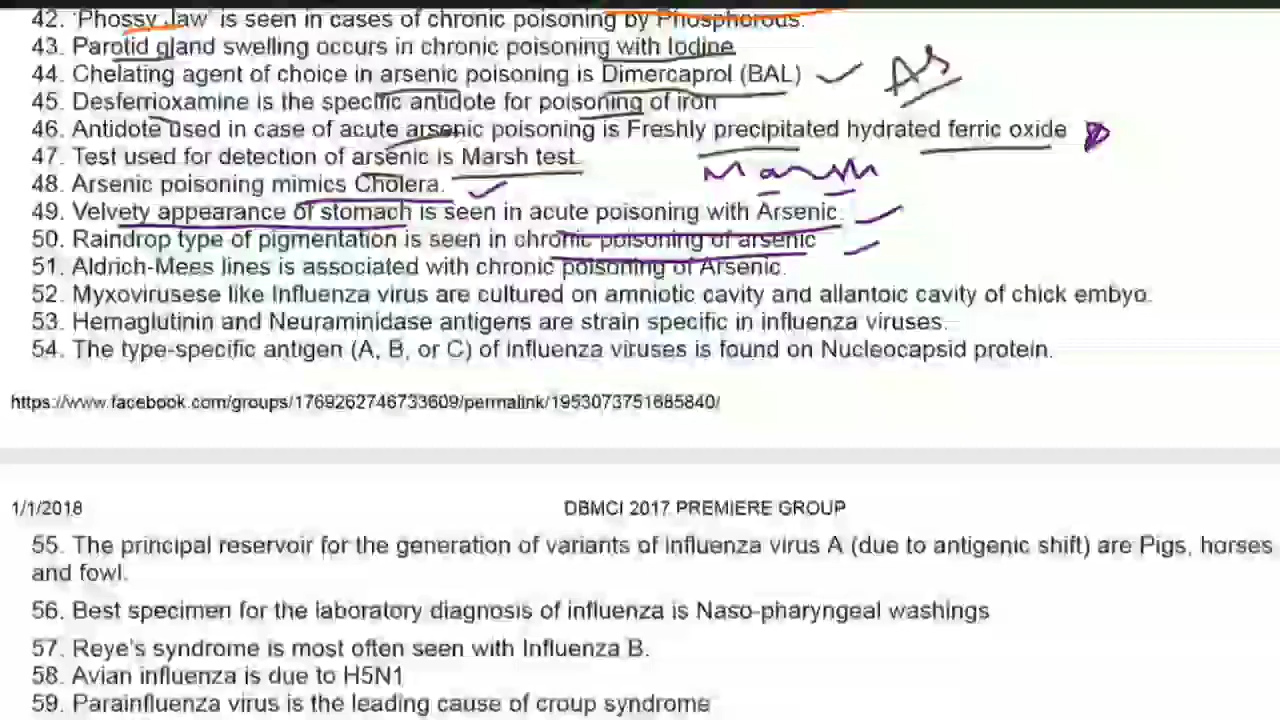 42. 'Phossy Jaw' is seen in cases of chronic poisoning by Phosphorous.
43. Parotid gland swelling occurs in chronic poisoning with Iodine
44. Chelating agent of choice in arsenic poisoning is Dimercaprol (BAL) As
45. Desferrioxamine is the specific antidote for poisoning of iron
46. Antidote used in case of acute arsenic poisoning is Freshly precipitated hydrated ferric oxide
47. Test used for detection of arsenic is Marsh test.
Marsh
48. Arsenic poisoning mimics Cholera.
49. Velvety appearance of stomach is seen in acute poisoning with Arsenic.
50. Raindrop type of pigmentation is seen in chronic poisoning of arsenic
51. Aldrich-Mees lines is associated with chronic poisoning of Arsenic.
52. Myxovirusese like Influenza virus are cultured on amniotic cavity and allantoic cavity of chick embyo.
53. Hemaglutinin and Neuraminidase antigens are strain specific in influenza viruses.
54. The type-specific antigen (A, B, or C) of Influenza viruses is found on Nucleocapsid protein.
https://www.facebook.com/groups/1769262746733609/permalink/1953073751685840/
1/1/2018 DBMCI 2017 PREMIERE GROUP
55. The principal reservoir for the generation of variants of Influenza virus A (due to antigenic shift) are Pigs, horses
and fowl.
56. Best specimen for the laboratory diagnosis of influenza is Naso-pharyngeal washings
57. Reye's syndrome is most often seen with Influenza B.
58. Avian influenza is due to H5N1
59. Parainfluenza virus is the leading cause of croup syndrome